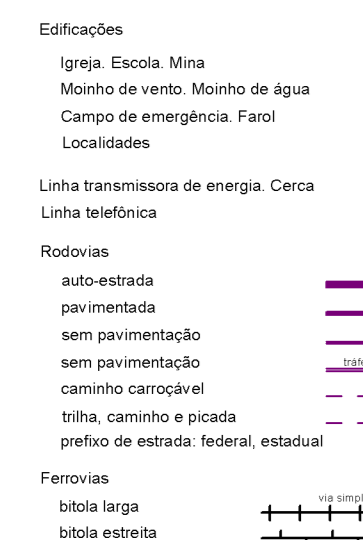 Edificações
Igreja. Escola. Mina
Moinho de vento. Moinho de água
Campo de emergência. Farol
Localidades
Linha transmissora de energia. Cerca
Linha telefônica
Rodovias
auto-estrada
pavimentada
sem pavimentação
sem pavimentação
caminho carroçável
trilha, caminho e picada
prefixo de estrada: federal, estadual
Ferrovias
via simpl
bitola larga
bitola estreita